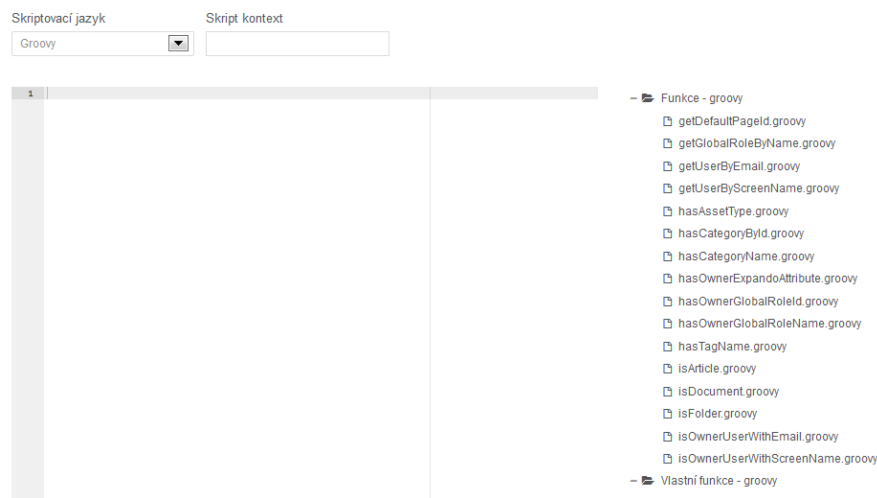 Skriptovací jazyk
Skript kontext
Groovy
1
Funkce - groovy
getDefaultPageId.groovy
getGlobalRoleByName.groovy
getUserByEmail.groovy
getUserByScreenName.groovy
hasAssetType.groovy
hasCategoryById.groovy
hasCategoryName.groovy
hasOwnerExpandoAttribute.groovy
hasOwnerGlobalRoleId.groovy
hasOwnerGlobalRoleName.groovy
hasTagName.groovy
isArticle.groovy
isDocument.groovy
isFolder.groovy
isOwnerUserWithEmail.groovy
isOwnerUserWithScreenName.groovy
Vlastní funkce - groovy